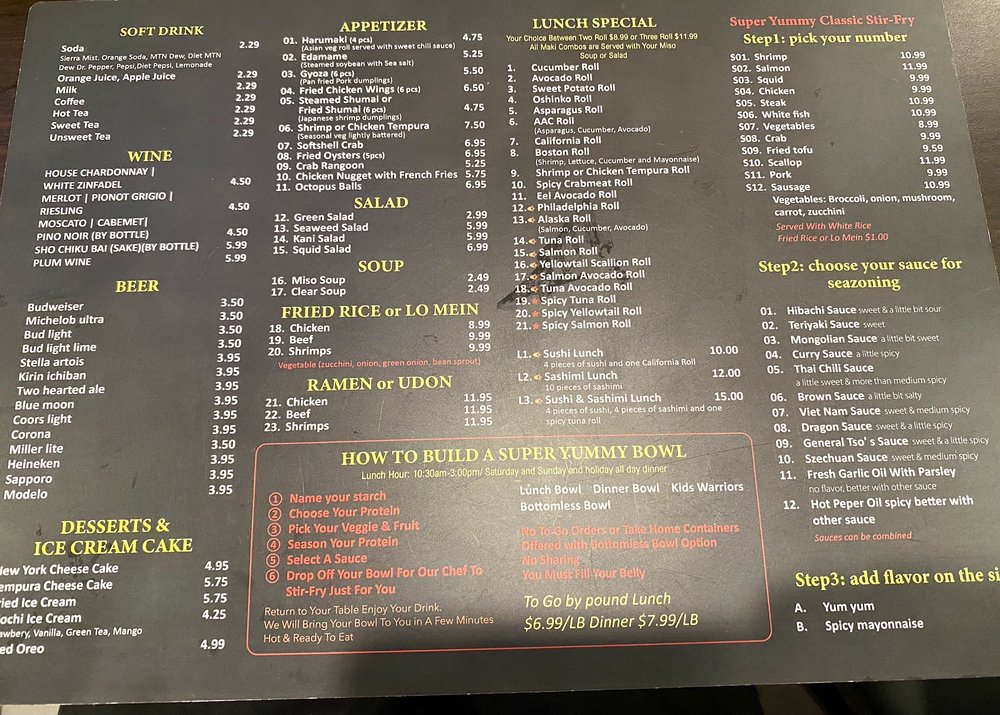 SOFT DRINK
Soda 2.29
Sierra Mist. Orange Soda, MTN Dew, Diet MTN
Dew Dr. Pepper, Pepsi,Diet Pepsi, Lemonade
Orange Juice, Apple Juice 2.29
Milk 2.29
Coffee 2.29
Hot Tea 2.29
Sweet Tea 2.29
Unsweet Tea 2.29
WINE
HOUSE CHARDONNAY |
WHITE ZINFADEL 4.50
MERLOT | PIONOT GRIGIO |
RIESLING 4.50
MOSCATO | CABEMET|
PINO NOIR (BY BOTTLE) 4.50
SHO CHIKU BAI (SAKE)(BY BOTTLE) 5.99
PLUM WINE 5.99
BEER
Budweiser 3.50
Michelob ultra 3.50
Bud light 3.50
Bud light lime 3.50
Stella artois 3.95
Kirin ichiban 3.95
Two hearted ale 3.95
Blue moon 3.95
Coors light 3.95
Corona 3.95
Miller lite 3.50
Heineken 3.95
Sapporo 3.95
Modelo 3.95
DESSERTS &
ICE CREAM CAKE
New York Cheese Cake 4.95
empura Cheese Cake 5.75
ried Ice Cream 5.75
ochi Ice Cream 4.25
awbery, Vanilla, Green Tea, Mango
ed Oreo 4.99
APPETIZER
01. Harumaki (4 pcs) 4.75
(Asian veg roll served with sweet chili sauce)
02. Edamame 5.25
(Steamed soybean with Sea salt)
03. Gyoza (6 pcs) 5.50
(Pan fried Pork dumplings)
04. Fried Chicken Wings (6 pcs) 6.50
05. Steamed Shumai or
Fried Shumai (6 pcs) 4.75
(Japanese shrimp dumplings)
06. Shrimp or Chicken Tempura 7.50
(Seasonal veg lightly battered)
07. Softshell Crab 6.95
08. Fried Oysters (5pcs) 6.95
09. Crab Rangoon 5.25
10. Chicken Nugget with French Fries 5.75
11. Octopus Balls 6.95
SALAD
12. Green Salad 2.99
13. Seaweed Salad 5.99
14. Kani Salad 5.99
15. Squid Salad 6.99
SOUP
16. Miso Soup 2.49
17. Clear Soup 2.49
FRIED RICE or LO MEIN
18. Chicken 8.99
19. Beef 9.99
20. Shrimps 9.99
Vegetable (zucchini, onion, green onion, bean sprout)
RAMEN or UDON
21. Chicken 11.95
22. Beef 11.95
23. Shrimps 11.95
LUNCH SPECIAL
Your Choice Between Two Roll $8.99 or Three Roll $11.99
All Maki Combos are Served with Your Miso
Soup or Salad
1. Cucumber Roll
2. Avocado Roll
3. Sweet Potato Roll
4. Oshinko Roll
5. Asparagus Roll
6. AAC Roll
(Asparagus, Cucumber, Avocado)
7. California Roll
8. Boston Roll
(Shrimp, Lettuce, Cucumber and Mayonnaise)
9. Shrimp or Chicken Tempura Roll
10. Spicy Crabmeat Roll
11. Eel Avocado Roll
12. Philadelphia Roll
13. Alaska Roll
(Salmon, Cucumber, Avocado)
14. Tuna Roll
15. Salmon Roll
16. Yellowtail Scallion Roll
17. Salmon Avocado Roll
18. Tuna Avocado Roll
19. Spicy Tuna Roll
20. Spicy Yellowtail Roll
21. Spicy Salmon Roll
L1. Sushi Lunch 10.00
4 pieces of sushi and one California Roll
L2. Sashimi Lunch 12.00
10 pieces of sashimi
L3. Sushi & Sashimi Lunch 15.00
4 pieces of sushi, 4 pieces of sashimi and one
spicy tuna roll
HOW TO BUILD A SUPER YUMMY BOWL
Lunch Hour: 10:30am-3:00pm/ Saturday and Sunday and holiday all day dinner
1 Name your starch
2 Choose Your Protein
3 Pick Your Veggie & Fruit
4 Season Your Protein
5 Select A Sauce
6 Drop Off Your Bowl For Our Chef To
Stir-Fry Just For You
Return to Your Table Enjoy Your Drink.
We Will Bring Your Bowl To You in A Few Minutes
Hot & Ready To Eat
Lunch Bowl Dinner Bowl Kids Warriors
Bottomless Bowl
No To Go Orders or Take Home Containers
Offered with Bottomless Bowl Option
No Sharing
You Must Fill Your Belly
To Go by pound Lunch
$6.99/LB Dinner $7.99/LB
Super Yummy Classic Stir-Fry
Step1: pick your number
S01. Shrimp 10.99
S02. Salmon 11.99
S03. Squid 9.99
S04. Chicken 9.99
S05. Steak 10.99
S06. White fish 10.99
S07. Vegetables 8.99
S08. Crab 9.99
S09. Fried tofu 9.59
S10. Scallop 11.99
S11. Pork 9.99
S12. Sausage 10.99
Vegetables: Broccoli, onion, mushroom,
carrot, zucchini
Served With White Rice
Fried Rice or Lo Mein $1.00
Step2: choose your sauce for
seazoning
01. Hibachi Sauce sweet & a little bit sour
02. Teriyaki Sauce sweet
03. Mongolian Sauce a little bit sweet
04. Curry Sauce a little spicy
05. Thai Chili Sauce
a little sweet & more than medium spicy
06. Brown Sauce a little bit salty
07. Viet Nam Sauce sweet & medium spicy
08. Dragon Sauce sweet & a little spicy
09. General Tso' s Sauce sweet & a little spicy
10. Szechuan Sauce sweet & medium spicy
11. Fresh Garlic Oil With Parsley
no flavor, better with other sauce
12. Hot Peper Oil spicy better with
other sauce
Sauces can be combined
Step3: add flavor on the si
A. Yum yum
B. Spicy mayonnaise